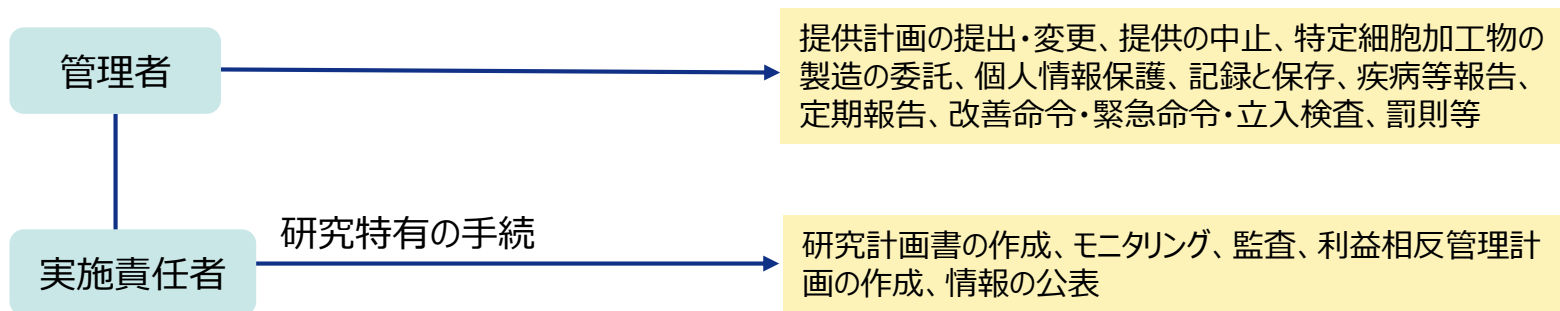 管理者
提供計画の提出・変更、提供の中止、特定細胞加工物の
製造の委託、個人情報保護、記録と保存、疾病等報告、
定期報告、改善命令・緊急命令・立入検査、罰則等
研究特有の手続
実施責任者
研究計画書の作成、モニタリング、監査、利益相反管理計
画の作成、情報の公表